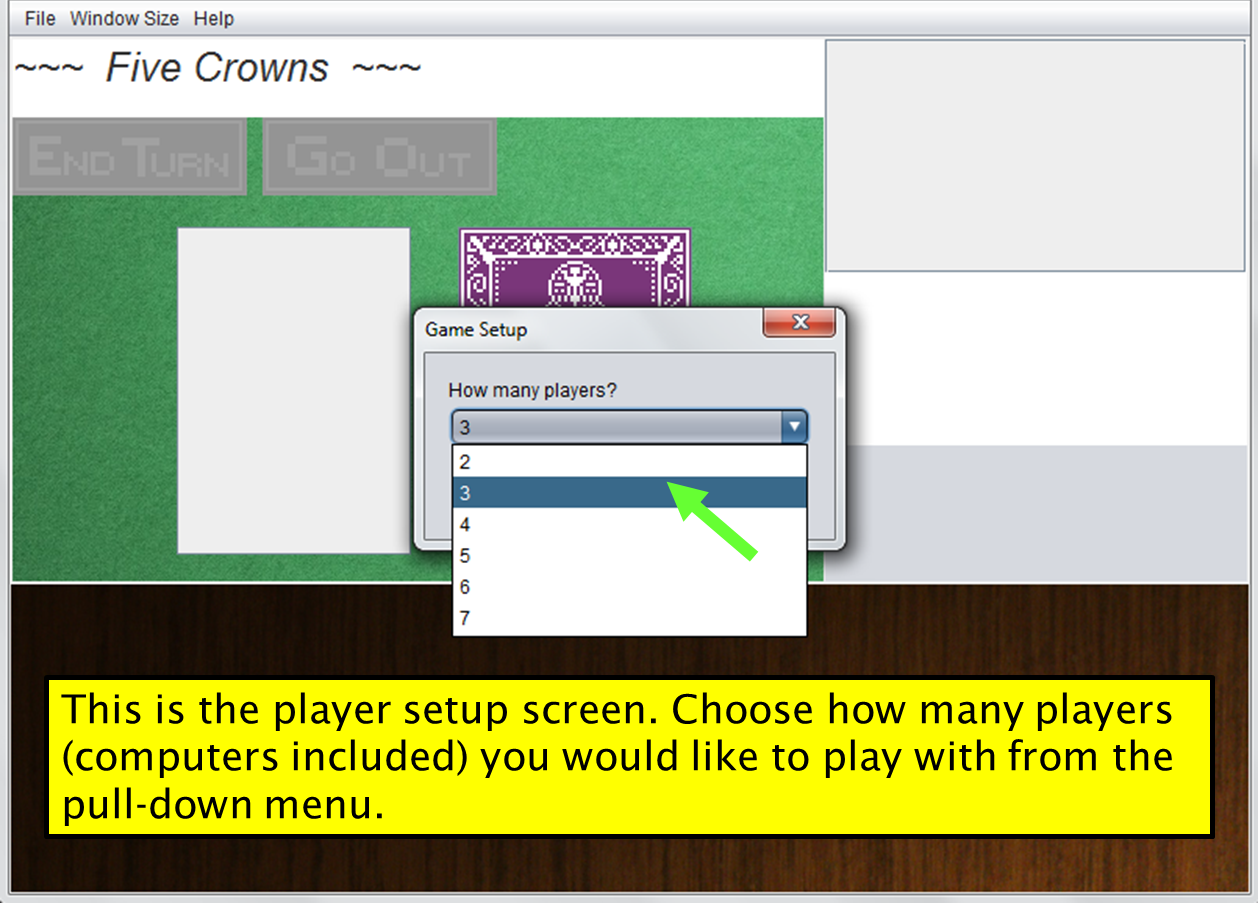 File Window Size Help
~~~ Five Crowns ~~~
END TURN
GO OUT
Game Setup
How many players?
3
2
3
4
5
6
7
This is the player setup screen. Choose how many players
(computers included) you would like to play with from the
pull-down menu.